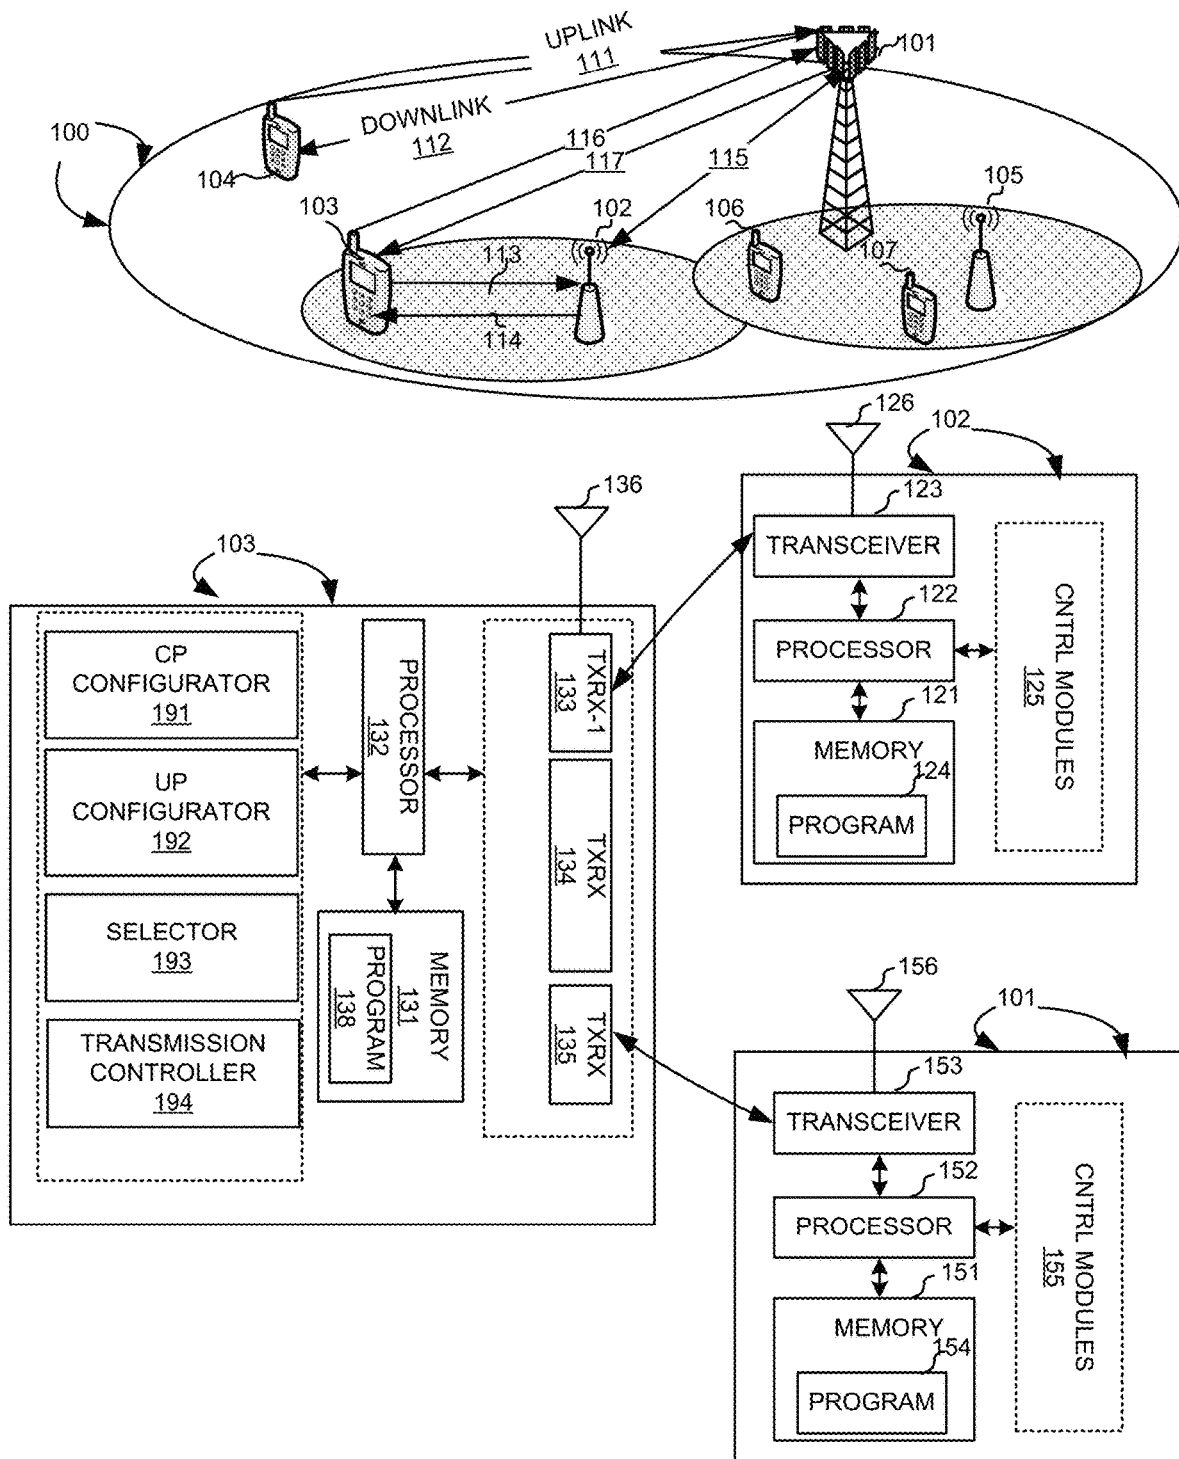 UPLINK
111
101
DOWNLINK
112
100
104
116
117
115
103
102
105
106
107
113
114
126
102
136
123
TRANSCEIVER
103
122
PROCESSOR
CNTRL MODULES
125
CP
CONFIGURATOR
191
PROCESSOR
132
TXRX-1
133
121
MEMORY
124
PROGRAM
UP
CONFIGURATOR
192
TXRX
134
SELECTOR
193
MEMORY
131
PROGRAM
138
156
101
TXRX
135
TRANSMISSION
CONTROLLER
194
153
TRANSCEIVER
152
PROCESSOR
CNTRL MODULES
155
151
MEMORY
154
PROGRAM